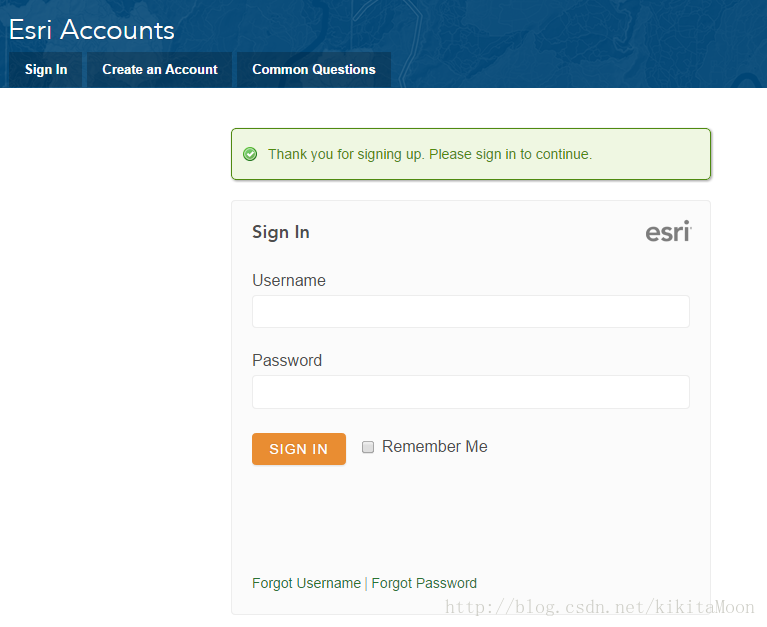 Esri Accounts
Sign In Create an Account Common Questions
Thank you for signing up. Please sign in to continue.
Sign In esri
Username
Password
SIGN IN Remember Me
Forgot Username | Forgot Password
http://blog.csdn.net/kikitaMoon